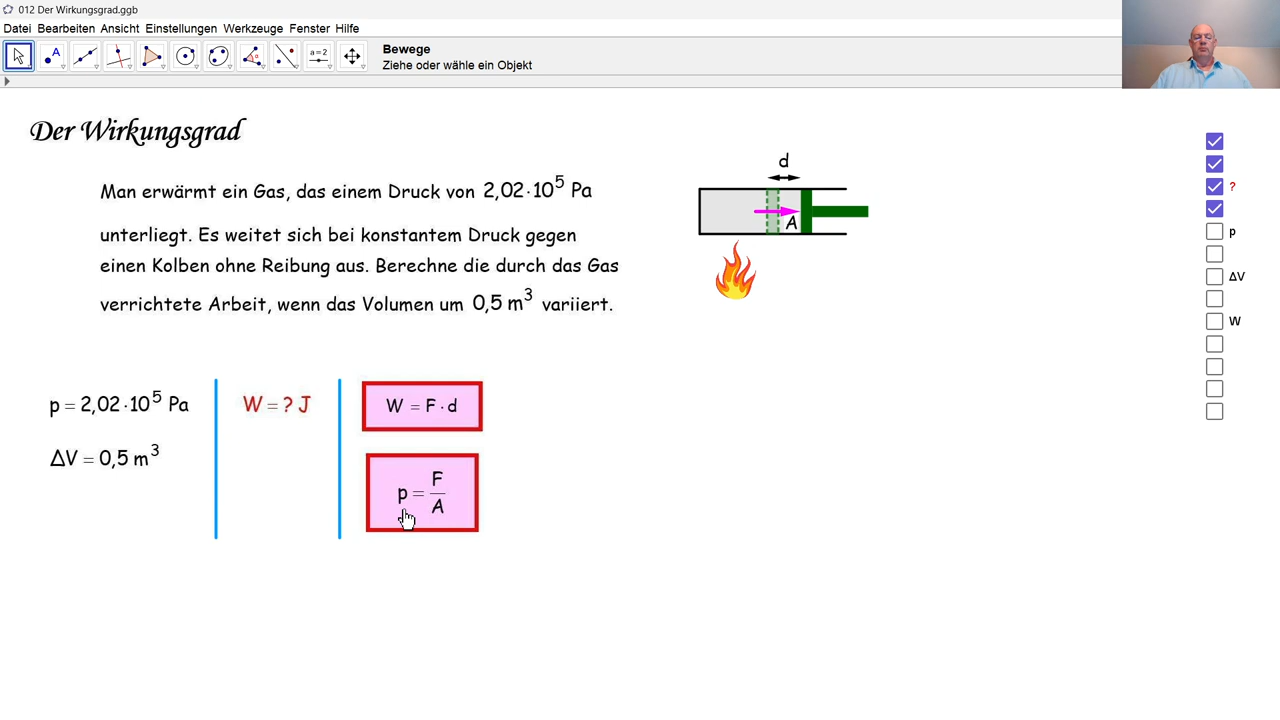 012 Der Wirkungsgrad.ggb
Datei Bearbeiten Ansicht Einstellungen Werkzeuge Fenster Hilfe
A
a=2
Bewege
Ziehe oder wähle ein Objekt
Der Wirkungsgrad
Man erwärmt ein Gas, das einem Druck von 2,02·10⁵ Pa
unterliegt. Es weitet sich bei konstantem Druck gegen
einen Kolben ohne Reibung aus. Berechne die durch das Gas
verrichtete Arbeit, wenn das Volumen um 0,5 m³ variiert.
d
A
?
p
ΔV
W
p = 2,02·10⁵ Pa
ΔV = 0,5 m³
W = ? J
W = F · d
p = F/A